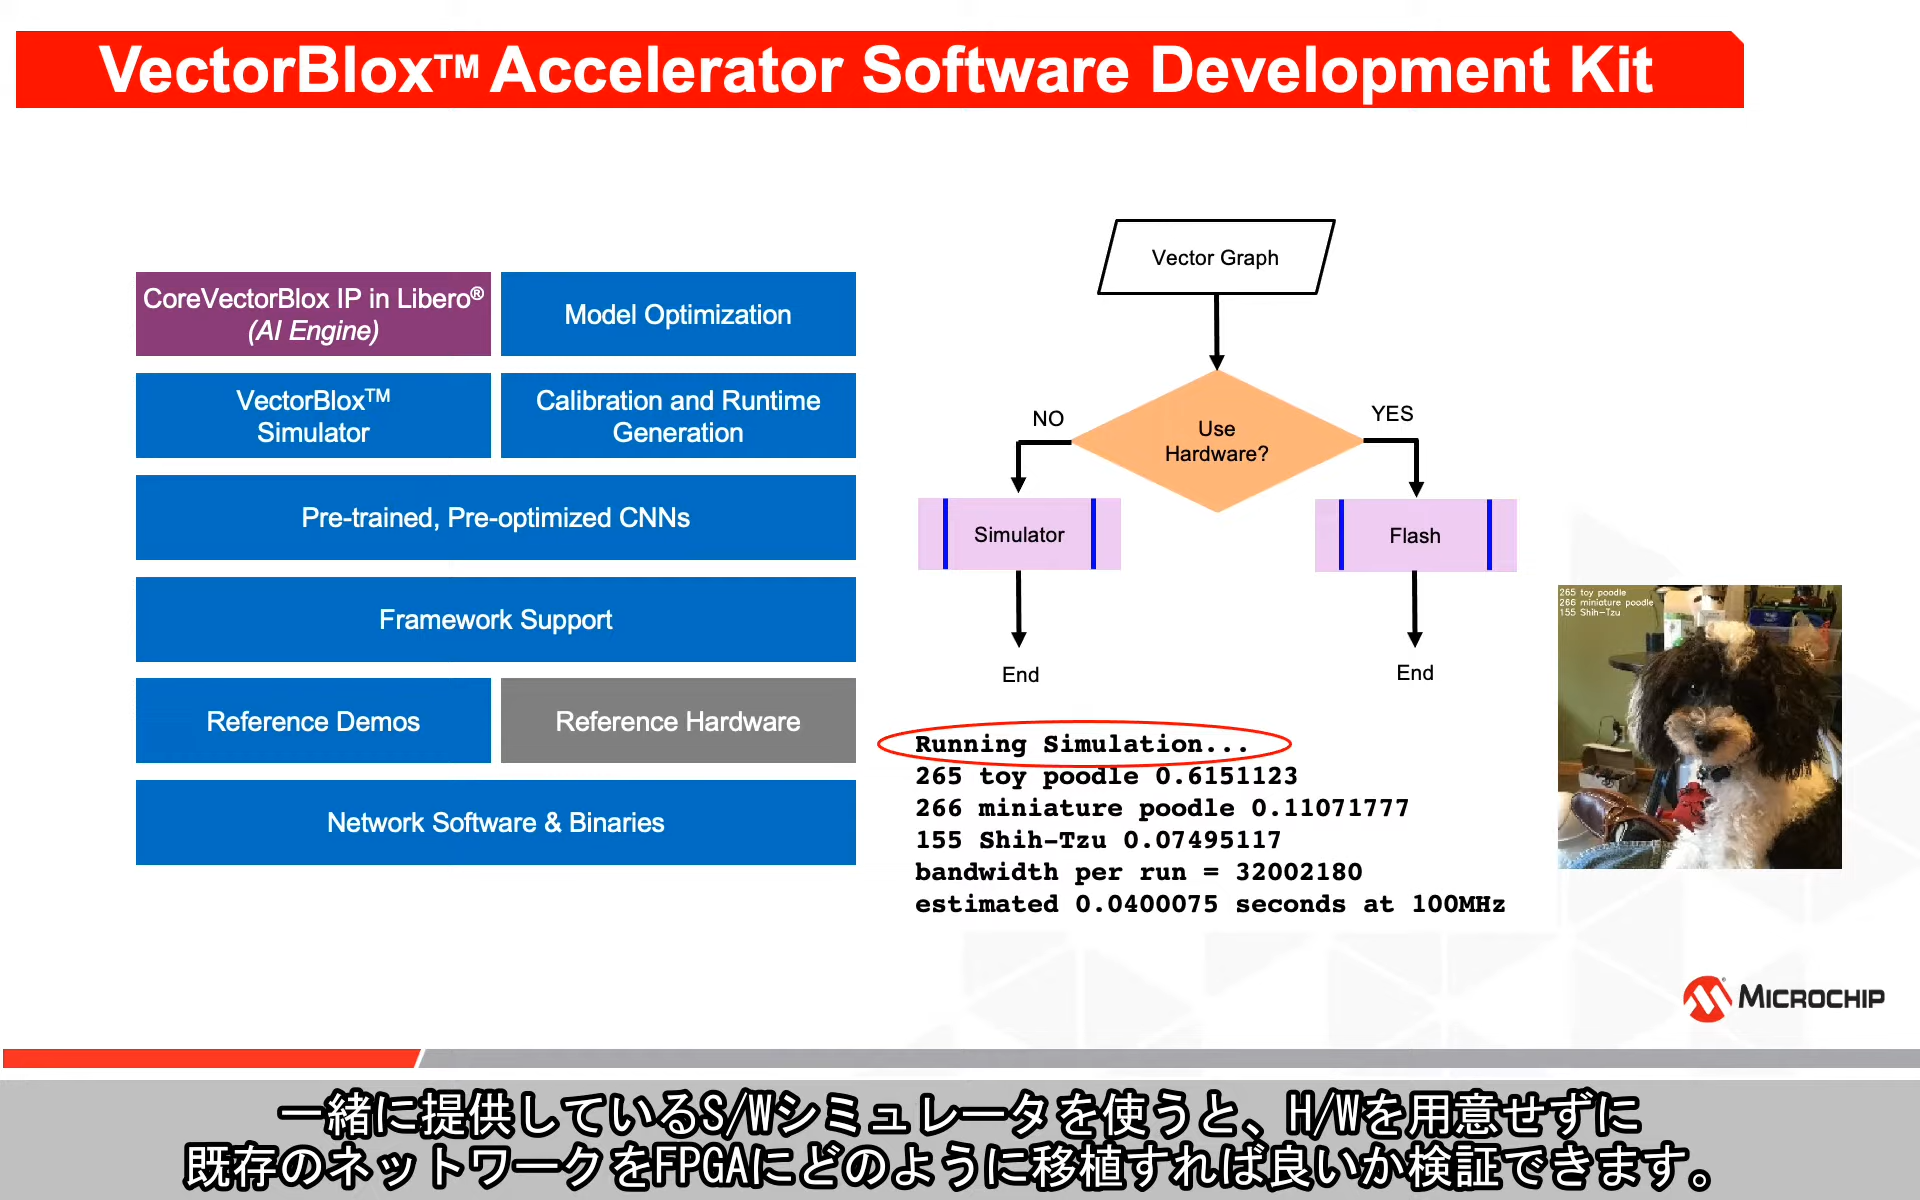 VectorBlox™ Accelerator Software Development Kit
CoreVectorBlox IP in Libero®
(AI Engine)
Model Optimization
VectorBlox™
Simulator
Calibration and Runtime
Generation
Pre-trained, Pre-optimized CNNs
Framework Support
Reference Demos
Reference Hardware
Network Software & Binaries
Vector Graph
Use
Hardware?
NO
YES
Simulator
Flash
End
End
Running Simulation...
265 toy poodle 0.6151123
266 miniature poodle 0.11071777
155 Shih-Tzu 0.07495117
bandwidth per run = 32002180
estimated 0.0400075 seconds at 100MHz
265 toy poodle
266 miniature poodle
155 Shih-Tzu
MICROCHIP
一緒に提供しているS/Wシミュレータを使うと、H/Wを用意せずに
既存のネットワークをFPGAにどのように移植すれば良いか検証できます。